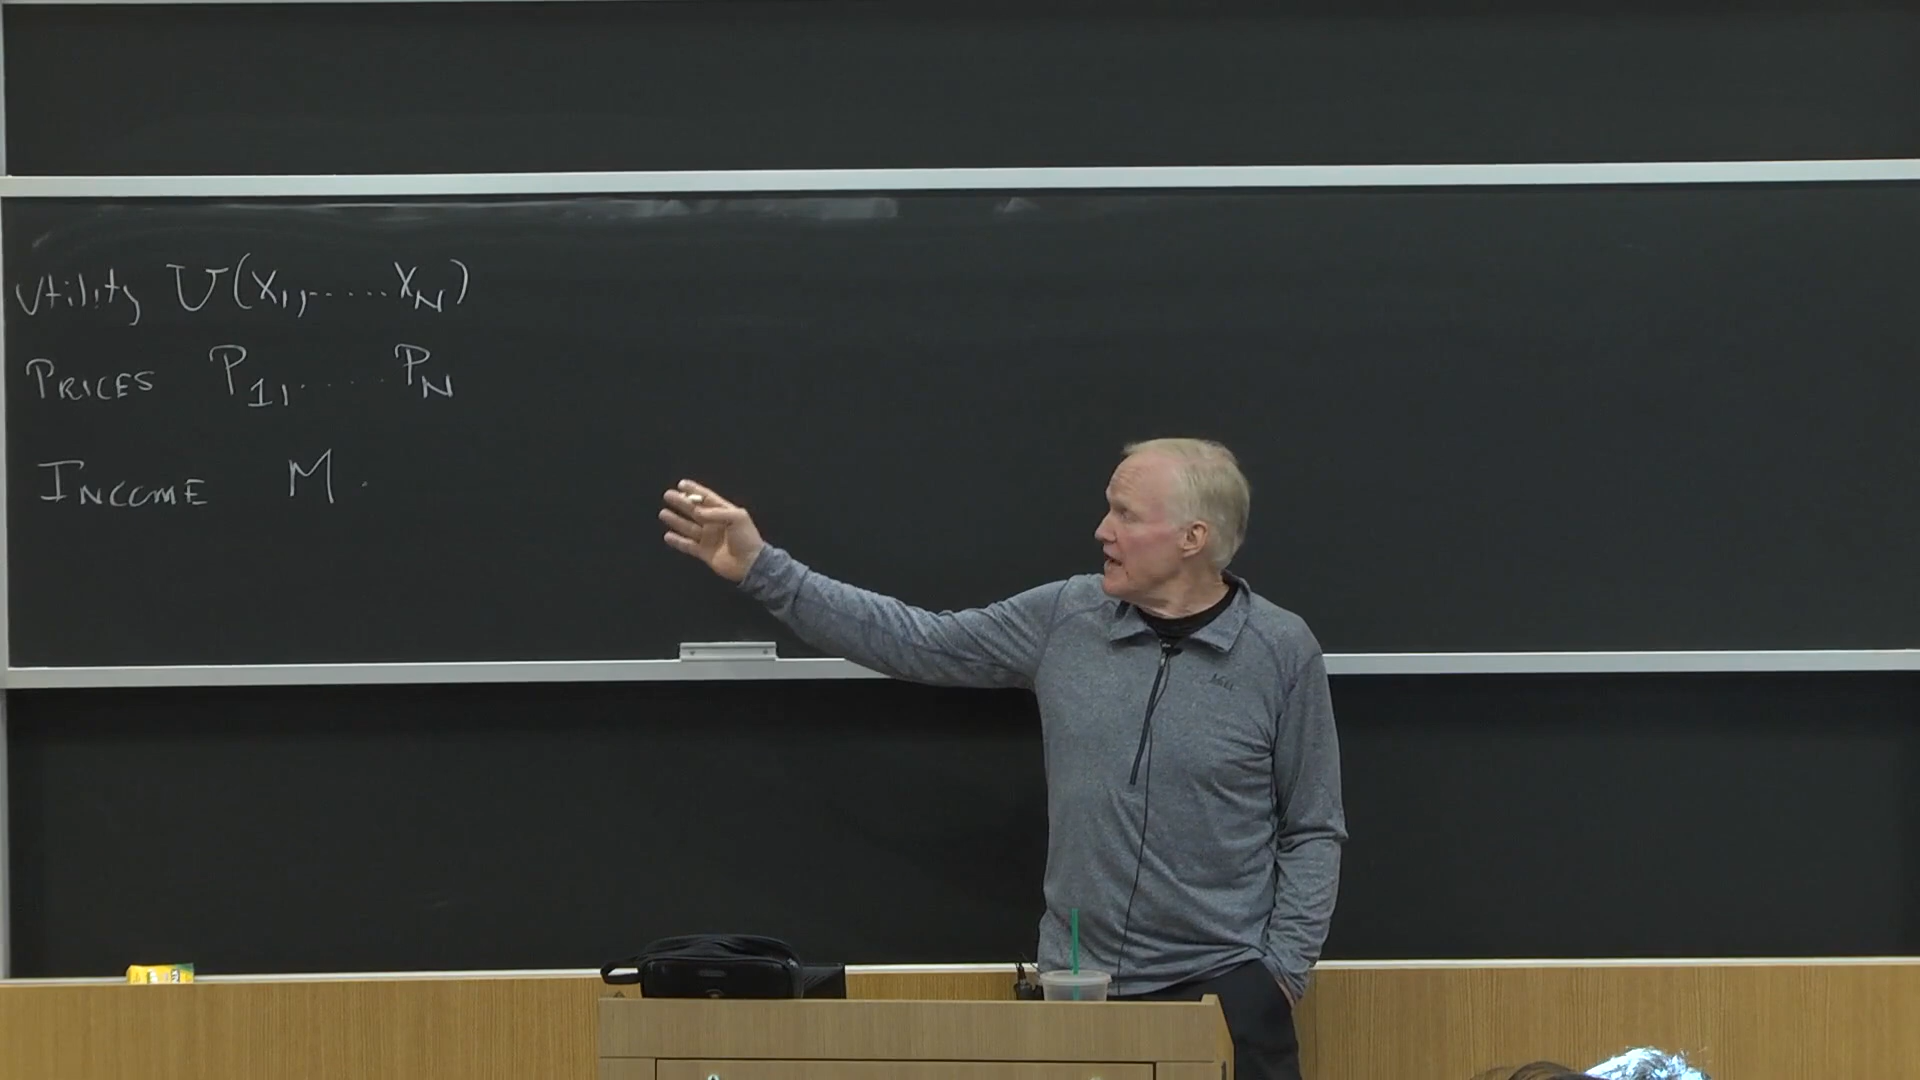 Utility U(X1,.....XN)
PRICES P1,.....PN
INCOME M.